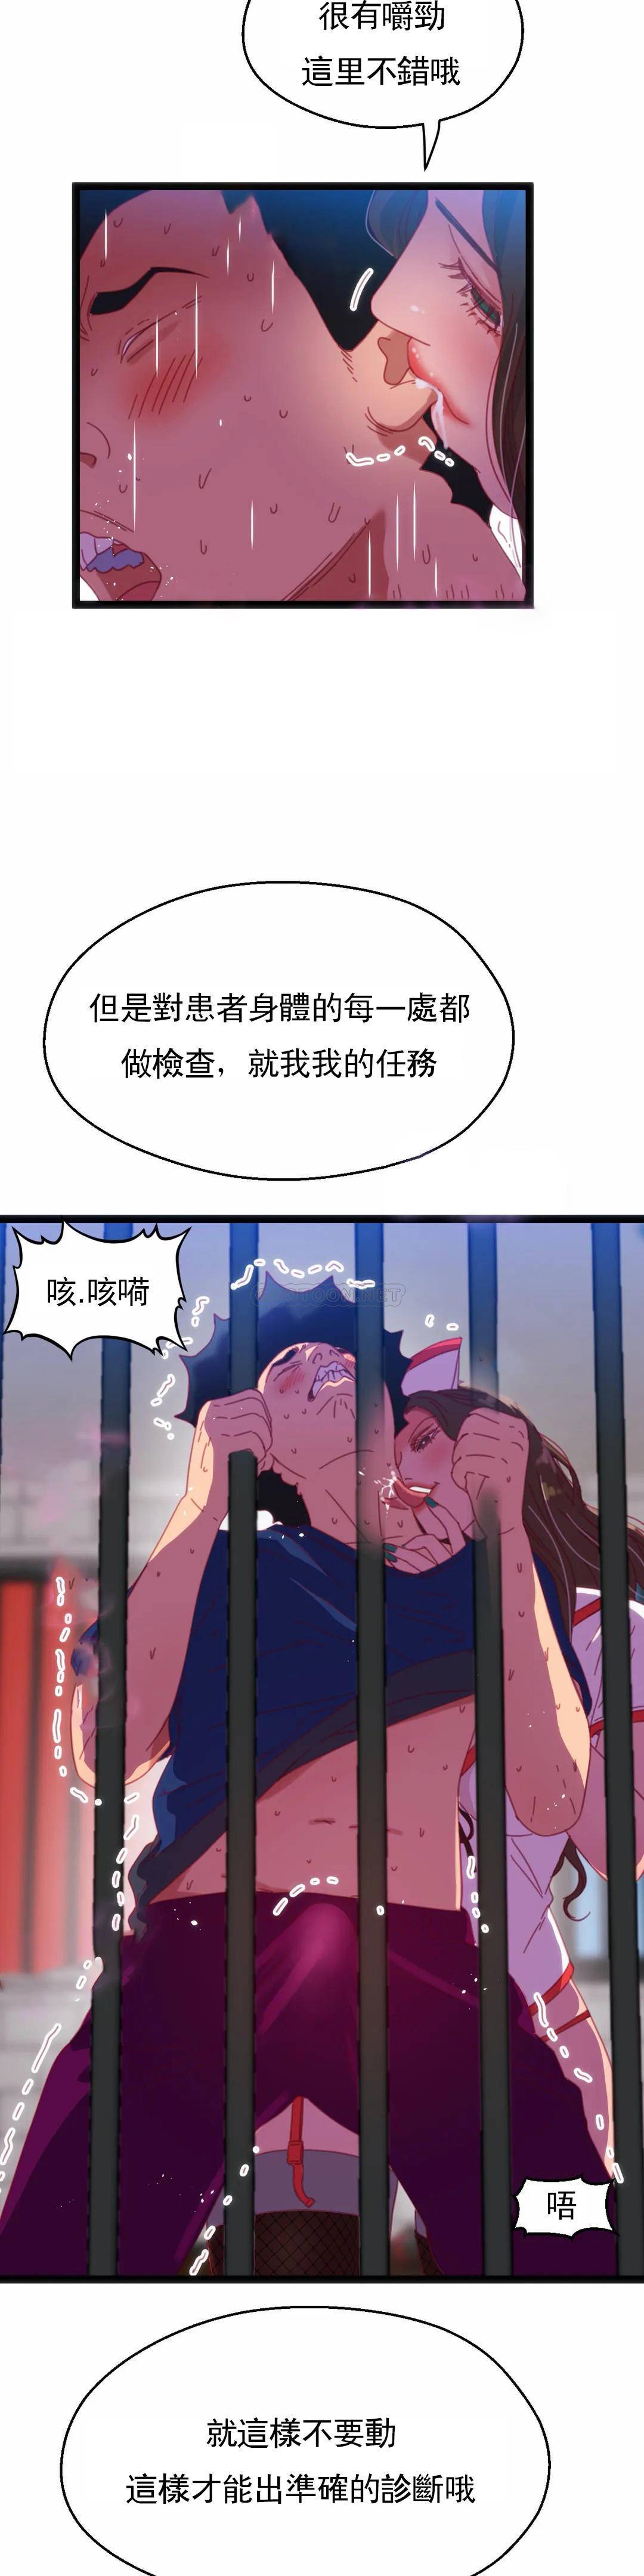 很有嚼勁
這里不錯哦
但是對患者身體的每一處都
做檢查，就我我的任務
咳.咳嗬
唔
就這樣不要動
這樣才能出準確的診斷哦